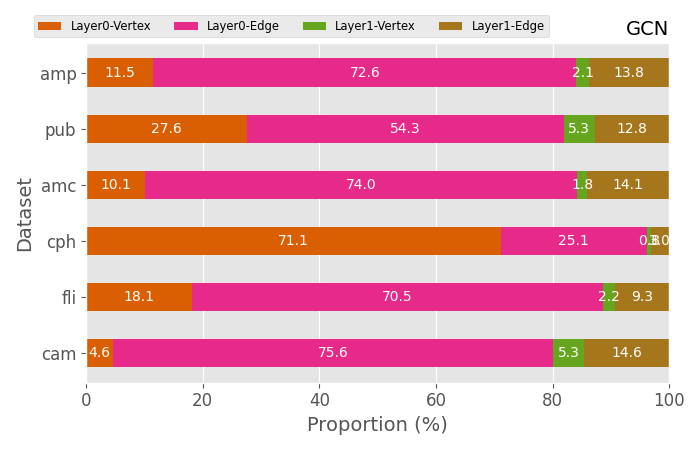 Layer0-Vertex Layer0-Edge Layer1-Vertex Layer1-Edge GCN
amp 11.5 72.6 2.1 13.8
pub 27.6 54.3 5.3 12.8
amc 10.1 74.0 1.8 14.1
cph 71.1 25.1
fli 18.1 70.5 2.2 9.3
cam 4.6 75.6 5.3 14.6
Dataset
0 20 40 60 80 100
Proportion (%)